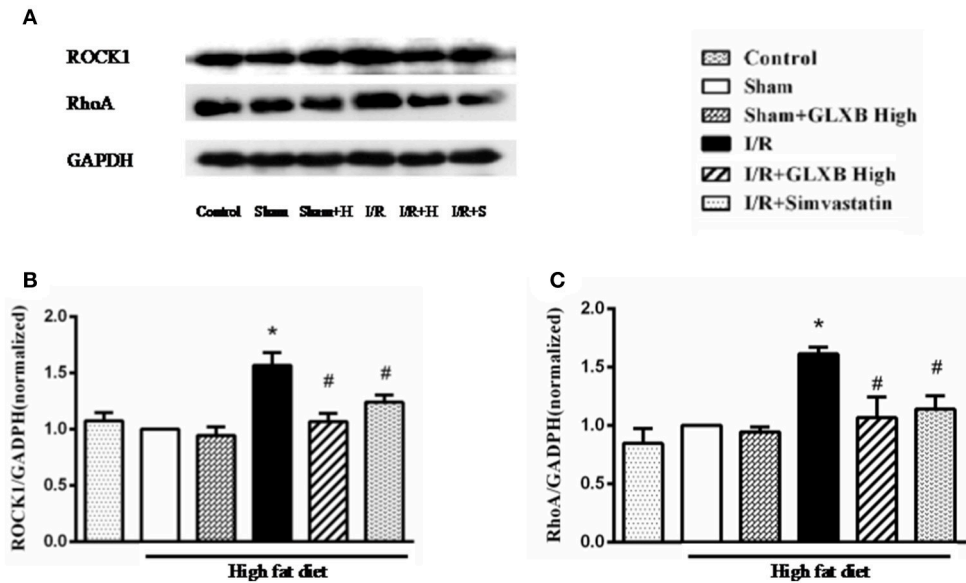 A
ROCK1
RhoA
GAPDH
Control Sham Sham+H I/R I/R+H I/R+S
Control
Sham
Sham+GLXB High
I/R
I/R+GLXB High
I/R+Simvastatin
B
ROCK1/GADPH(normalized)
2.0
1.5
1.0
0.5
0.0
*
#
#
High fat diet
C
RhoA/GADPH(normalized)
2.0
1.5
1.0
0.5
0.0
*
#
#
High fat diet